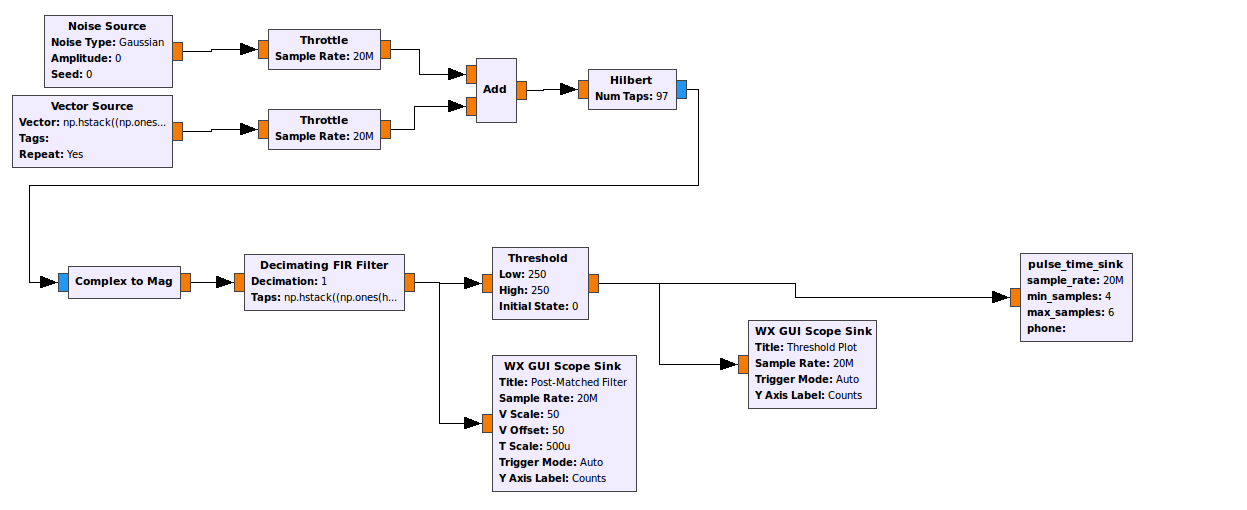 Noise Source
Noise Type: Gaussian
Amplitude: 0
Seed: 0
Throttle
Sample Rate: 20M
Add
Hilbert
Num Taps: 97
Vector Source
Vector: np.hstack((np.ones...
Tags:
Repeat: Yes
Throttle
Sample Rate: 20M
Complex to Mag
Decimating FIR Filter
Decimation: 1
Taps: np.hstack((np.ones(h...
Threshold
Low: 250
High: 250
Initial State: 0
pulse_time_sink
sample_rate: 20M
min_samples: 4
max_samples: 6
phone:
WX GUI Scope Sink
Title: Threshold Plot
Sample Rate: 20M
Trigger Mode: Auto
Y Axis Label: Counts
WX GUI Scope Sink
Title: Post-Matched Filter
Sample Rate: 20M
V Scale: 50
V Offset: 50
T Scale: 500u
Trigger Mode: Auto
Y Axis Label: Counts